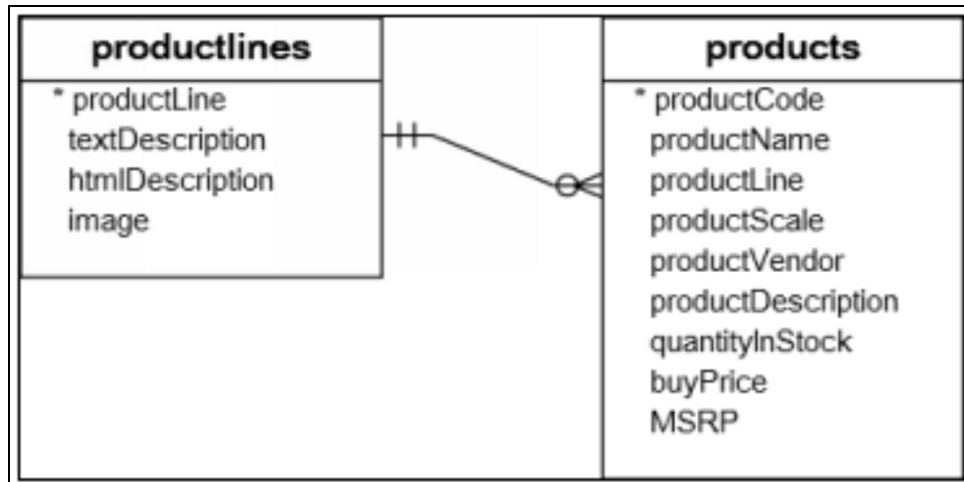 productlines
* productLine
textDescription
htmlDescription
image
products
* productCode
productName
productLine
productScale
productVendor
productDescription
quantityInStock
buyPrice
MSRP